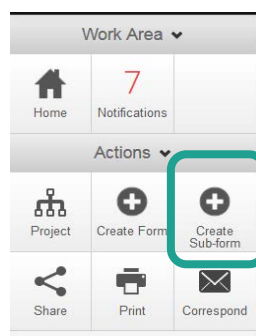 Work Area
7
Home
Notifications
Actions
Project
Create Form
Create
Sub-form
Share
Print
Correspond